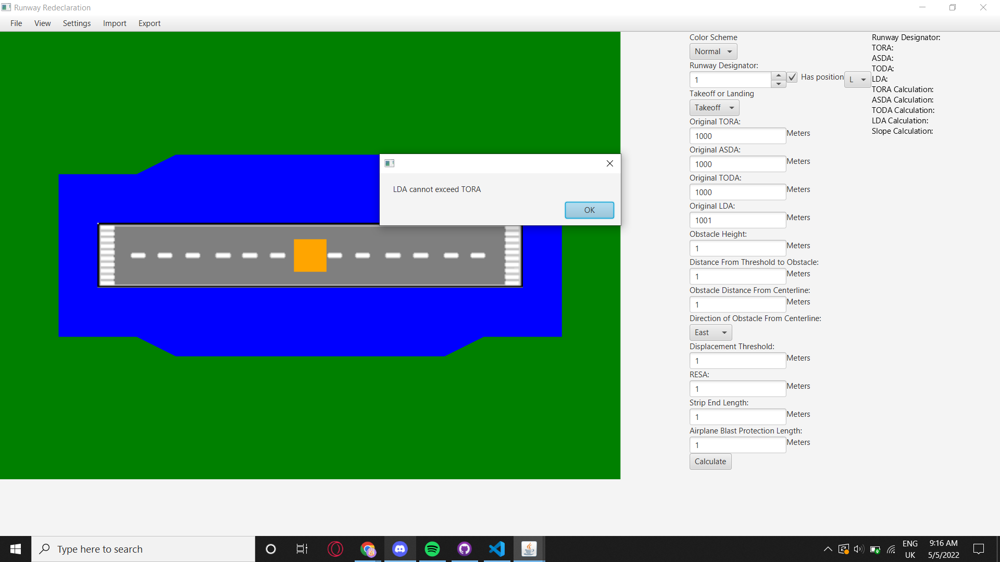 Runway Redeclaration
File View Settings Import Export
LDA cannot exceed TORA
OK
Color Scheme
Normal
Runway Designator:
1
Has position
L
Takeoff or Landing
Takeoff
Original TORA:
1000
Meters
Original ASDA:
1000
Meters
Original TODA:
1000
Meters
Original LDA:
1001
Meters
Obstacle Height:
1
Meters
Distance From Threshold to Obstacle:
1
Meters
Obstacle Distance From Centerline:
1
Meters
Direction of Obstacle From Centerline:
East
Displacement Threshold:
1
Meters
RESA:
1
Meters
Strip End Length:
1
Meters
Airplane Blast Protection Length:
1
Meters
Calculate
Runway Designator:
TORA:
ASDA:
TODA:
LDA:
TORA Calculation:
ASDA Calculation:
TODA Calculation:
LDA Calculation:
Slope Calculation:
Type here to search
ENG
UK
9:16 AM
5/5/2022